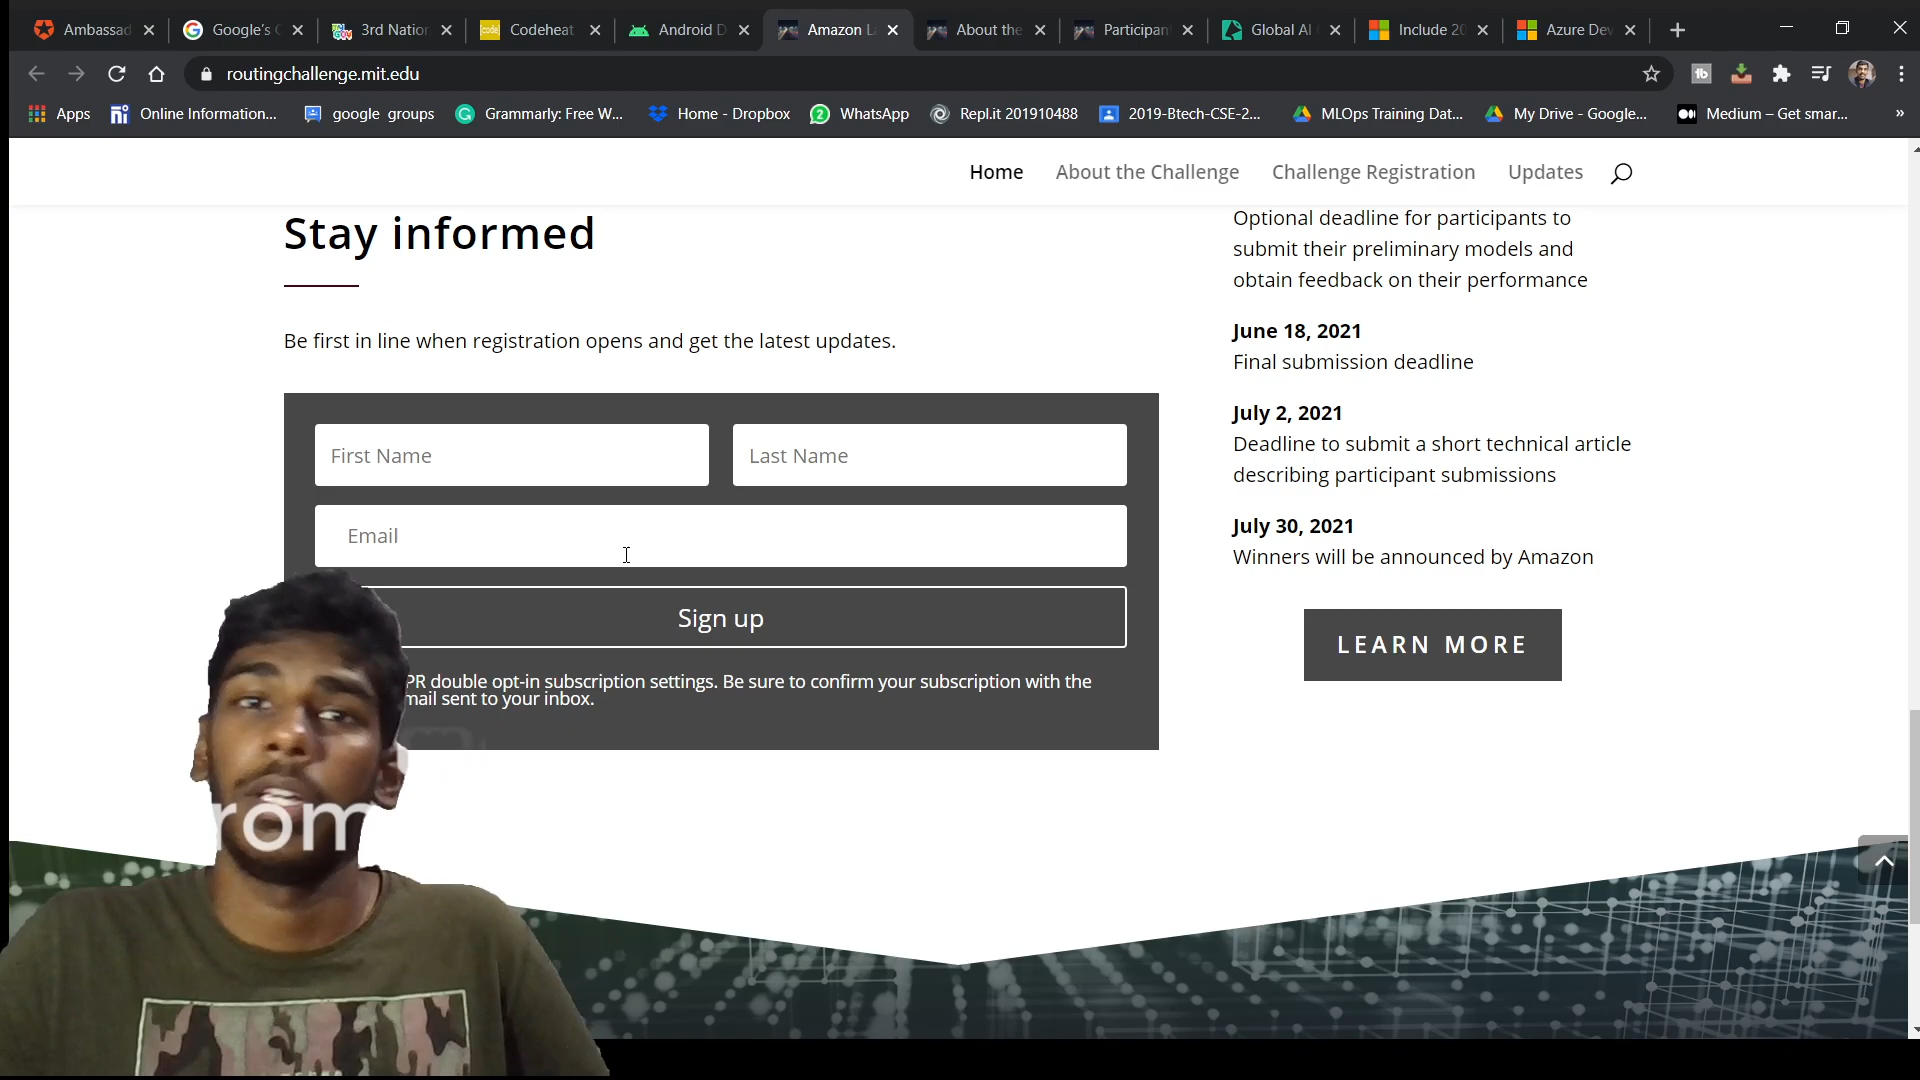 Ambassad
Google's C
3rd Nation
Codeheat
Android D
Amazon La
About the
Participan
Global AI
Include 20
Azure Dev
routingchallenge.mit.edu
Apps
Online Information...
google groups
Grammarly: Free W...
Home - Dropbox
WhatsApp
Repl.it 201910488
2019-Btech-CSE-2...
MLOps Training Dat...
My Drive - Google...
Medium – Get smar...
»
Home
About the Challenge
Challenge Registration
Updates
Stay informed
Be first in line when registration opens and get the latest updates.
First Name
Last Name
Email
Sign up
PR double opt-in subscription settings. Be sure to confirm your subscription with the
mail sent to your inbox.
Optional deadline for participants to
submit their preliminary models and
obtain feedback on their performance
June 18, 2021
Final submission deadline
July 2, 2021
Deadline to submit a short technical article
describing participant submissions
July 30, 2021
Winners will be announced by Amazon
LEARN MORE
rom